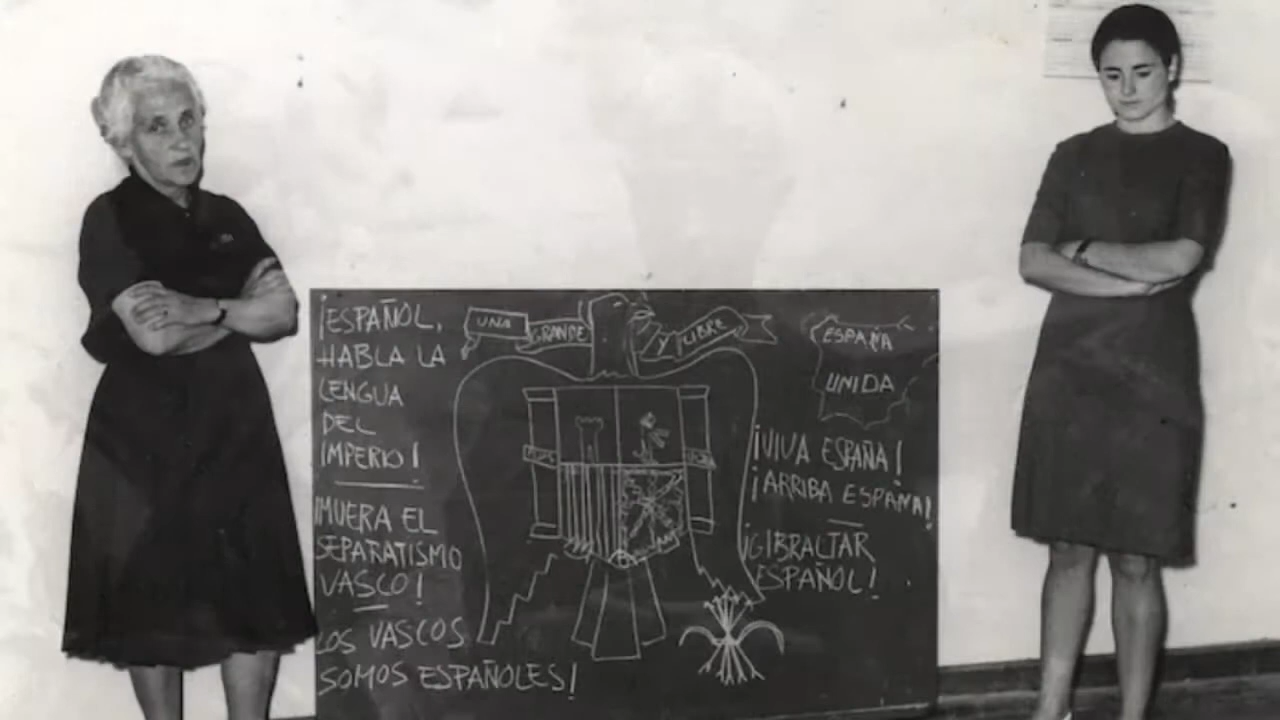 ¡ESPAÑOL,
HABLA LA
LENGUA
DEL
IMPERIO!
¡MUERA EL
SEPARATISMO
VASCO!
LOS VASCOS
SOMOS ESPAÑOLES!
UNA GRANDE Y LIBRE
ESPAÑA
UNIDA
¡VIVA ESPAÑA!
¡ARRIBA ESPAÑA!
¡GIBRALTAR
ESPAÑOL!